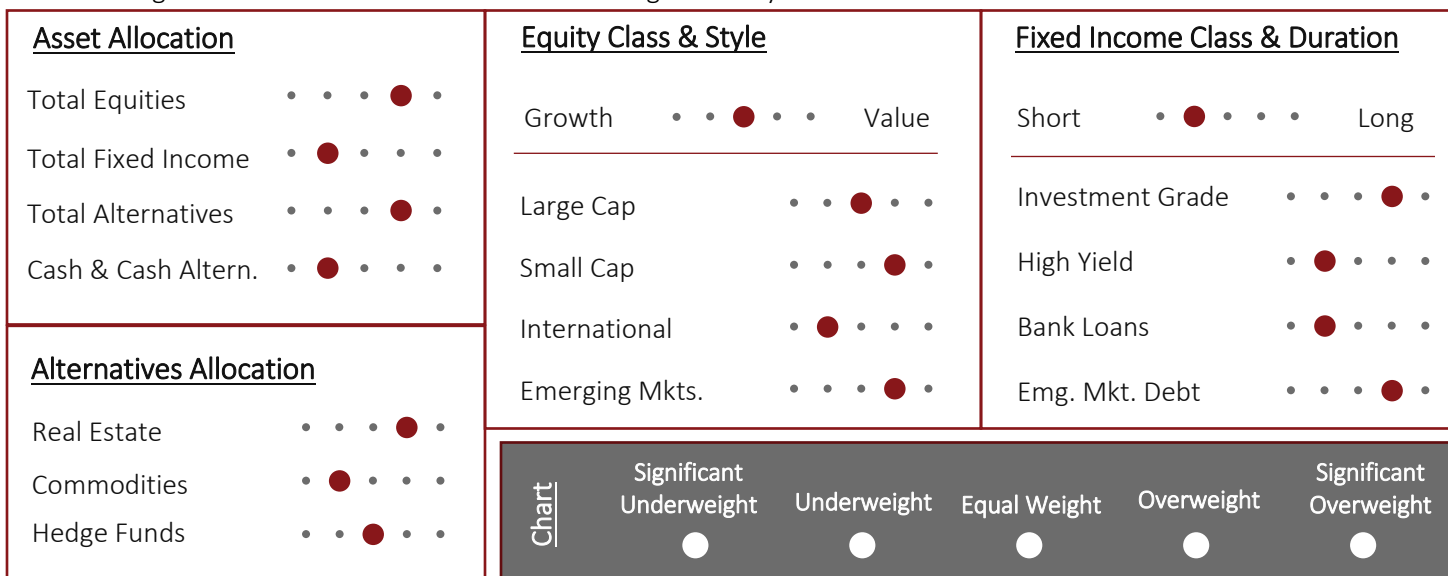 Asset Allocation
Total Equities
Total Fixed Income
Total Alternatives
Cash & Cash Altern.
Alternatives Allocation
Real Estate
Commodities
Hedge Funds
Equity Class & Style
Growth Value
Large Cap
Small Cap
International
Emerging Mkts.
Fixed Income Class & Duration
Short Long
Investment Grade
High Yield
Bank Loans
Emg. Mkt. Debt
Chart
Significant
Underweight
Underweight
Equal Weight
Overweight
Significant
Overweight